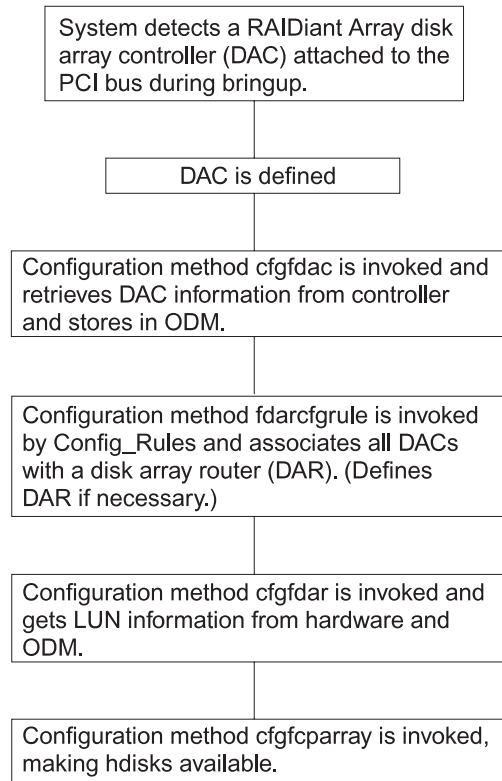 System detects a RAIDiant Array disk
array controller (DAC) attached to the
PCI bus during bringup.
DAC is defined
Configuration method cfgfdac is invoked and
retrieves DAC information from controller
and stores in ODM.
Configuration method fdarcfgrule is invoked
by Config_Rules and associates all DACs
with a disk array router (DAR). (Defines
DAR if necessary.)
Configuration method cfgfdar is invoked and
gets LUN information from hardware and
ODM.
Configuration method cfgfcparray is invoked,
making hdisks available.